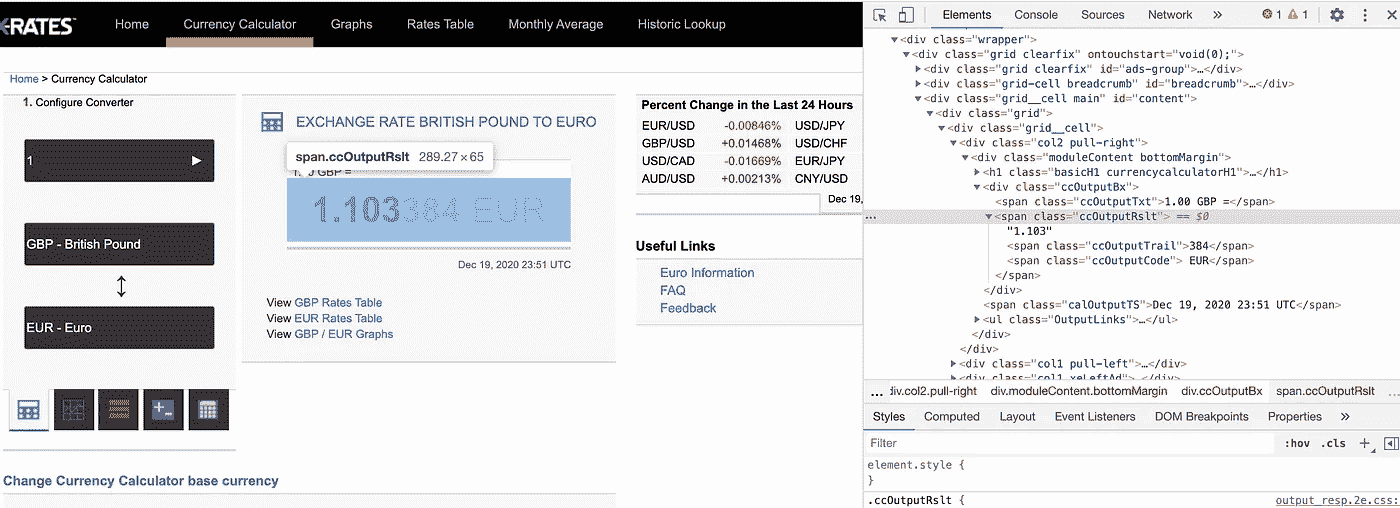 X-RATES™
Home Currency Calculator Graphs Rates Table Monthly Average Historic Lookup
Home > Currency Calculator
1. Configure Converter
1 ▶
GBP - British Pound
↕
EUR - Euro
EXCHANGE RATE BRITISH POUND TO EURO
span.ccOutputRslt 289.27 × 65
GBP =
1.103384 EUR
Dec 19, 2020 23:51 UTC
View GBP Rates Table
View EUR Rates Table
View GBP / EUR Graphs
Percent Change in the Last 24 Hours
EUR/USD -0.00846% USD/JPY
GBP/USD +0.01468% USD/CHF
USD/CAD -0.01669% EUR/JPY
AUD/USD +0.00213% CNY/USD
Dec 19,
Useful Links
Euro Information
FAQ
Feedback
Change Currency Calculator base currency
Elements Console Sources Network » 1 1
▼<div class="wrapper">
▼<div class="grid clearfix" ontouchstart="void(0);">
▶<div class="grid clearfix" id="ads-group">…</div>
▶<div class="grid-cell breadcrumb" id="breadcrumb">…</div>
▼<div class="grid__cell main" id="content">
▼<div class="grid">
▼<div class="grid__cell">
▼<div class="col2 pull-right">
▼<div class="moduleContent bottomMargin">
▶<h1 class="basicH1 currencycalculatorH1">…</h1>
▼<div class="ccOutputBx">
<span class="ccOutputTxt">1.00 GBP =</span>
… ▼<span class="ccOutputRslt"> == $0
"1.103"
<span class="ccOutputTrail">384</span>
<span class="ccOutputCode"> EUR</span>
</span>
</div>
<span class="calOutputTS">Dec 19, 2020 23:51 UTC</span>
▶<ul class="OutputLinks">…</ul>
</div>
</div>
▶<div class="col1 pull-left">…</div>
▶<div class="col1 xeLeftAd">…</div>
… div.col2.pull-right div.moduleContent.bottomMargin div.ccOutputBx span.ccOutputRslt …
Styles Computed Layout Event Listeners DOM Breakpoints Properties »
Filter :hov .cls +
element.style {
}
.ccOutputRslt { output_resp.2e.css: